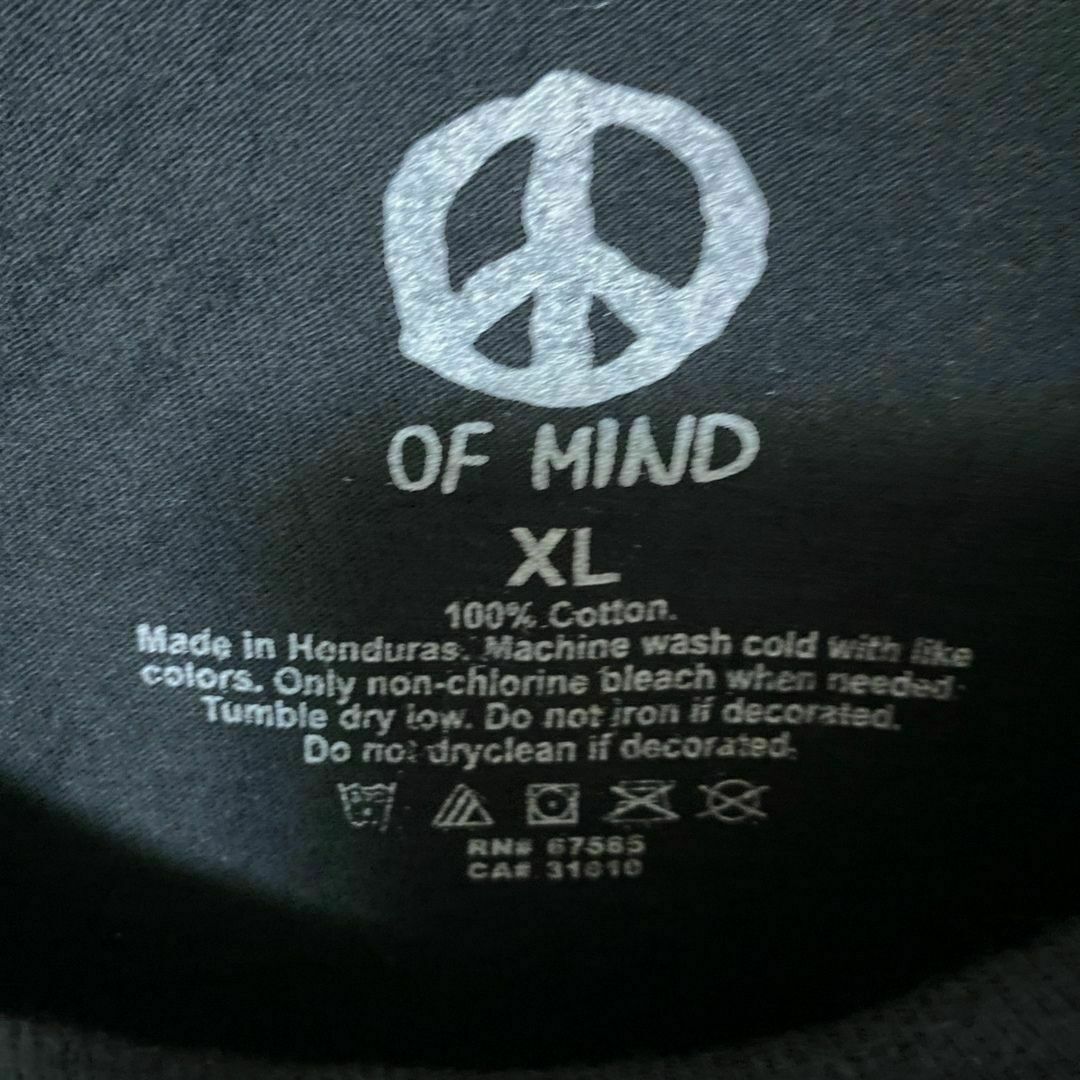 OF MIND
XL
100% Cotton.
Made in Honduras. Machine wash cold with like
colors. Only non-chlorine bleach when needed.
Tumble dry low. Do not iron if decorated.
Do not dryclean if decorated.
RN# 67565
CA#